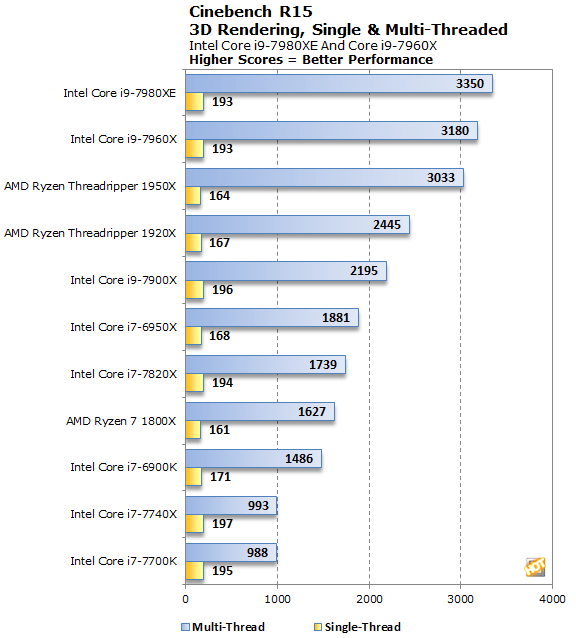 Cinebench R15
3D Rendering, Single & Multi-Threaded
Intel Core i9-7980XE And Core i9-7960X
Higher Scores = Better Performance
Intel Core i9-7980XE
3350
193
Intel Core i9-7960X
3180
193
AMD Ryzen Threadripper 1950X
3033
164
AMD Ryzen Threadripper 1920X
2445
167
Intel Core i9-7900X
2195
196
Intel Core i7-6950X
1881
168
Intel Core i7-7820X
1739
194
AMD Ryzen 7 1800X
1627
161
Intel Core i7-6900K
1486
171
Intel Core i7-7740X
993
197
Intel Core i7-7700K
988
195
HOT
0 1000 2000 3000 4000
Multi-Thread Single-Thread